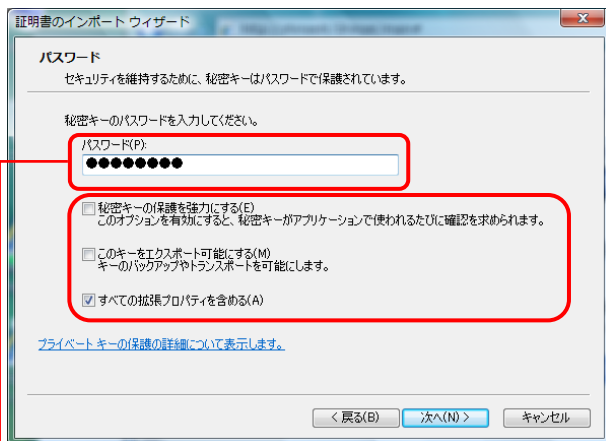 証明書のインポート ウィザード
パスワード
セキュリティを維持するために、秘密キーはパスワードで保護されています。
秘密キーのパスワードを入力してください。
パスワード(P):
●●●●●●●●
秘密キーの保護を強力にする(E)
このオプションを有効にすると、秘密キーがアプリケーションで使われるたびに確認を求められます。
このキーをエクスポート可能にする(M)
キーのバックアップやトランスポートを可能にします。
すべての拡張プロパティを含める(A)
プライベート キーの保護の詳細について表示します。
< 戻る(B) 次へ(N) > キャンセル